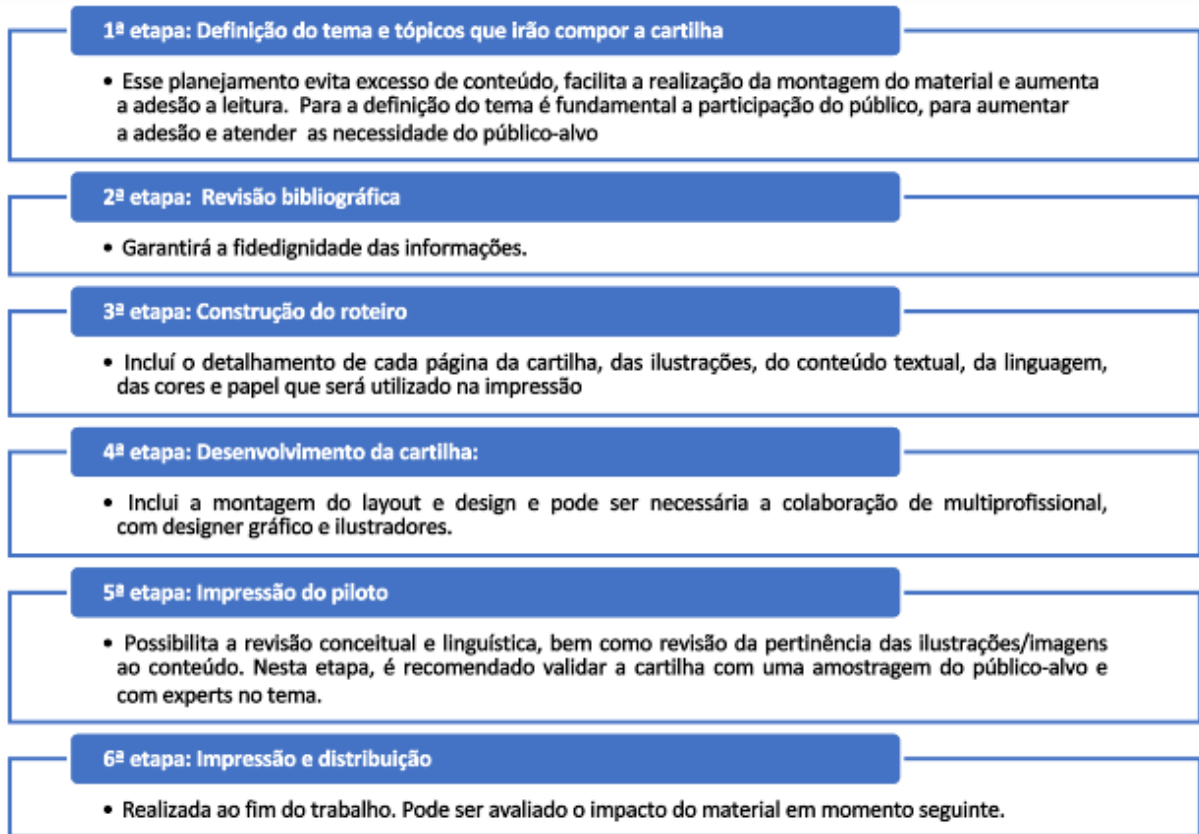 1ª etapa: Definição do tema e tópicos que irão compor a cartilha
• Esse planejamento evita excesso de conteúdo, facilita a realização da montagem do material e aumenta
a adesão a leitura. Para a definição do tema é fundamental a participação do público, para aumentar
a adesão e atender as necessidade do público-alvo
2ª etapa: Revisão bibliográfica
• Garantirá a fidedignidade das informações.
3ª etapa: Construção do roteiro
• Incluí o detalhamento de cada página da cartilha, das ilustrações, do conteúdo textual, da linguagem,
das cores e papel que será utilizado na impressão
4ª etapa: Desenvolvimento da cartilha:
• Inclui a montagem do layout e design e pode ser necessária a colaboração de multiprofissional,
com designer gráfico e ilustradores.
5ª etapa: Impressão do piloto
• Possibilita a revisão conceitual e linguística, bem como revisão da pertinência das ilustrações/imagens
ao conteúdo. Nesta etapa, é recomendado validar a cartilha com uma amostragem do público-alvo e
com experts no tema.
6ª etapa: Impressão e distribuição
• Realizada ao fim do trabalho. Pode ser avaliado o impacto do material em momento seguinte.